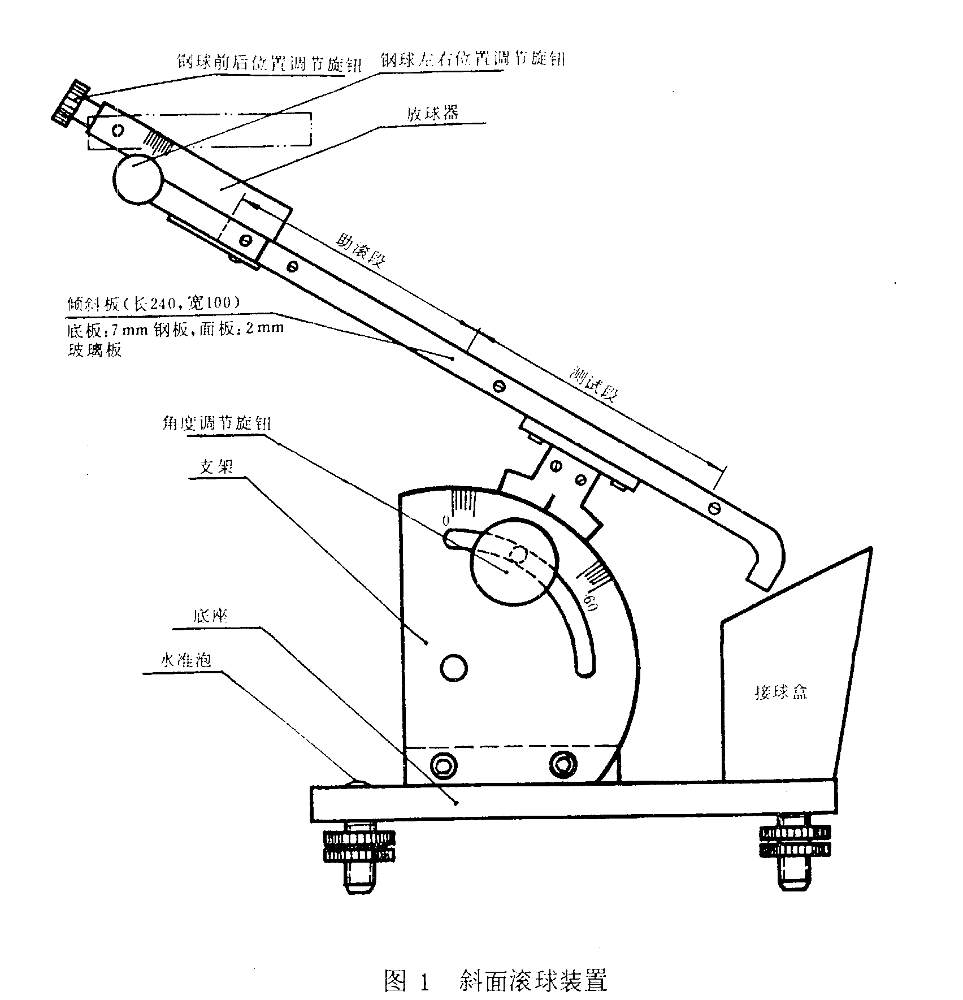 钢球前后位置调节旋钮
钢球左右位置调节旋钮
放球器
助滚段
倾斜板(长240,宽100)
底板:7mm钢板,面板:2mm
玻璃板
测试段
角度调节旋钮
支架
0
60
底座
水准泡
接球盒
图 1 斜面滚球装置